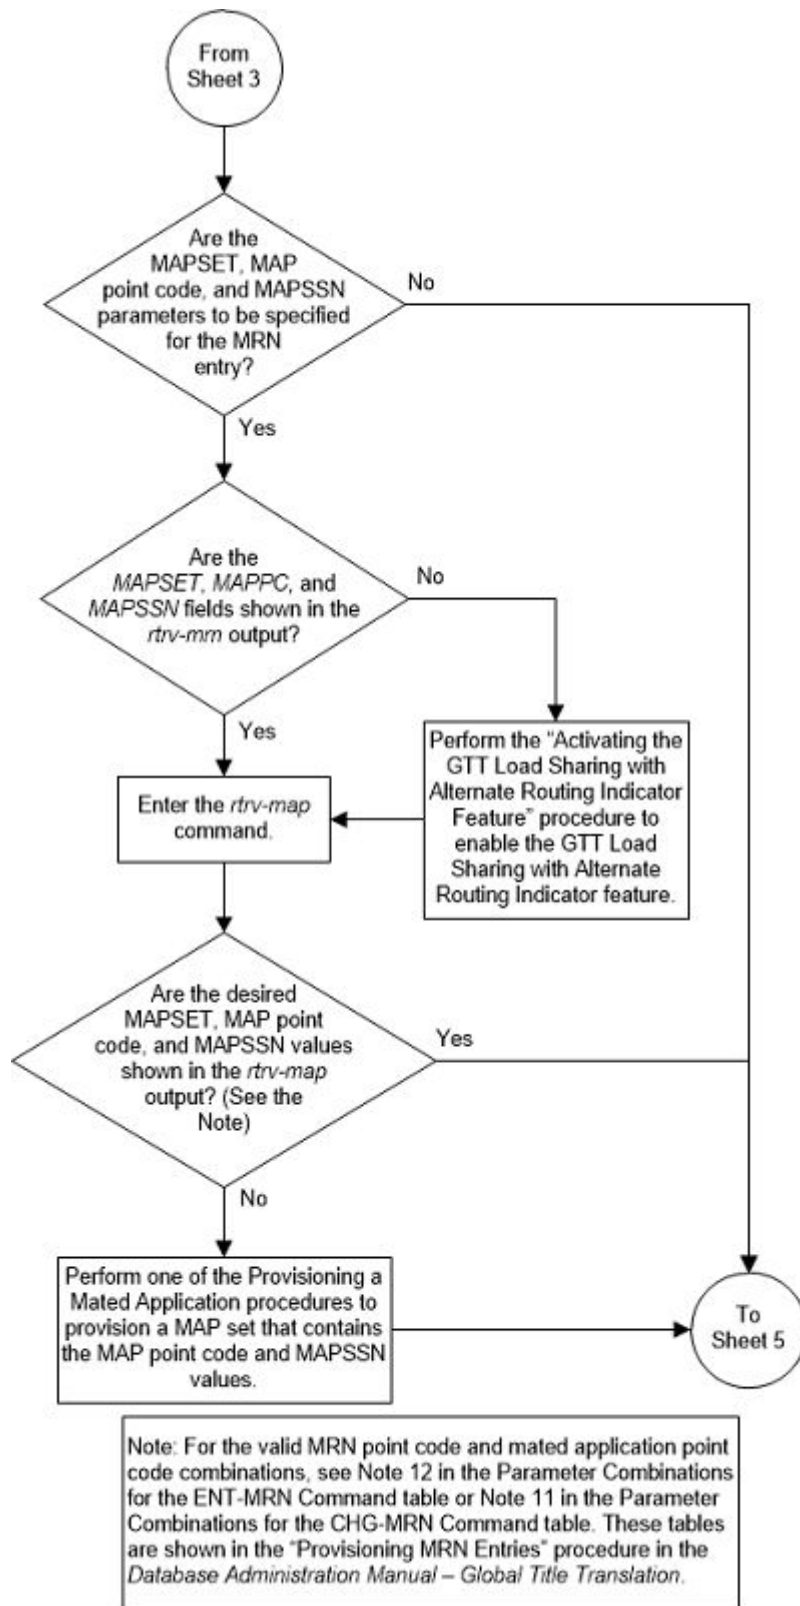 From
Sheet 3
Are the
MAPSET, MAP
point code, and MAPSSN
parameters to be specified
for the MRN
entry?
No
Yes
Are the
MAPSET, MAPPC, and
MAPSSN fields shown in the
rtrv-mrn output?
No
Yes
Perform the “Activating the
GTT Load Sharing with
Alternate Routing Indicator
Feature” procedure to
enable the GTT Load
Sharing with Alternate
Routing Indicator feature.
Enter the rtrv-map
command.
Are the desired
MAPSET, MAP point
code, and MAPSSN values
shown in the rtrv-map
output? (See the
Note)
Yes
No
Perform one of the Provisioning a
Mated Application procedures to
provision a MAP set that contains
the MAP point code and MAPSSN
values.
To
Sheet 5
Note: For the valid MRN point code and mated application point
code combinations, see Note 12 in the Parameter Combinations
for the ENT-MRN Command table or Note 11 in the Parameter
Combinations for the CHG-MRN Command table. These tables
are shown in the “Provisioning MRN Entries” procedure in the
Database Administration Manual – Global Title Translation.